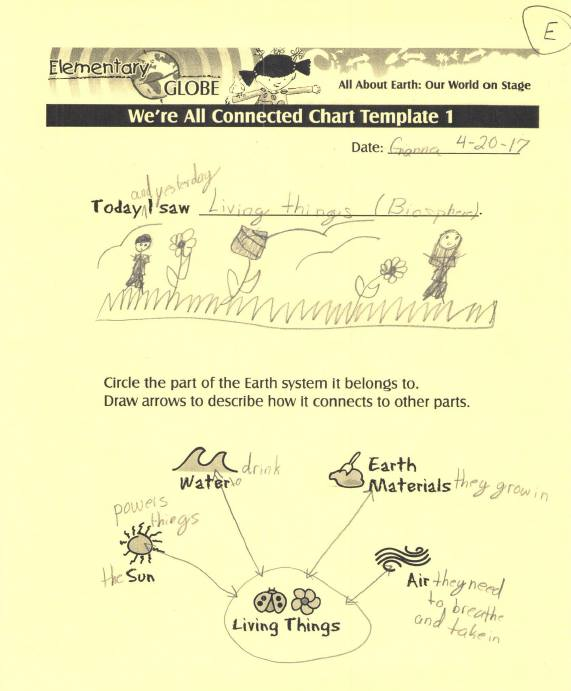 E
Elementary
GLOBE
All About Earth: Our World on Stage
We're All Connected Chart Template 1
Date: Gianna 4-20-17
and yesterday
Today I saw Living things (Biosphere).
Circle the part of the Earth system it belongs to.
Draw arrows to describe how it connects to other parts.
Water to drink
Earth
Materials they grow in
powers
things
the Sun
Air they need
to breathe
and take in
Living Things